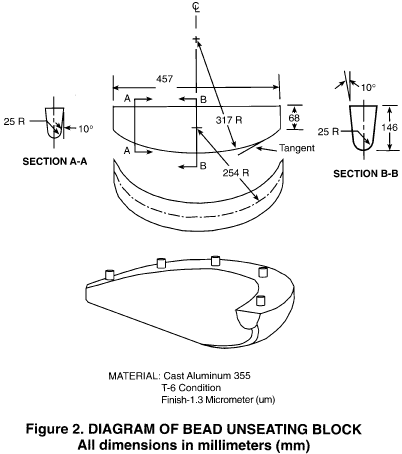 ℄
457
A
B
317 R
68
10°
10°
25 R
25 R
146
A
B
Tangent
254 R
SECTION A-A
SECTION B-B
MATERIAL: Cast Aluminum 355
T-6 Condition
Finish-1.3 Micrometer (um)
Figure 2. DIAGRAM OF BEAD UNSEATING BLOCK
All dimensions in millimeters (mm)